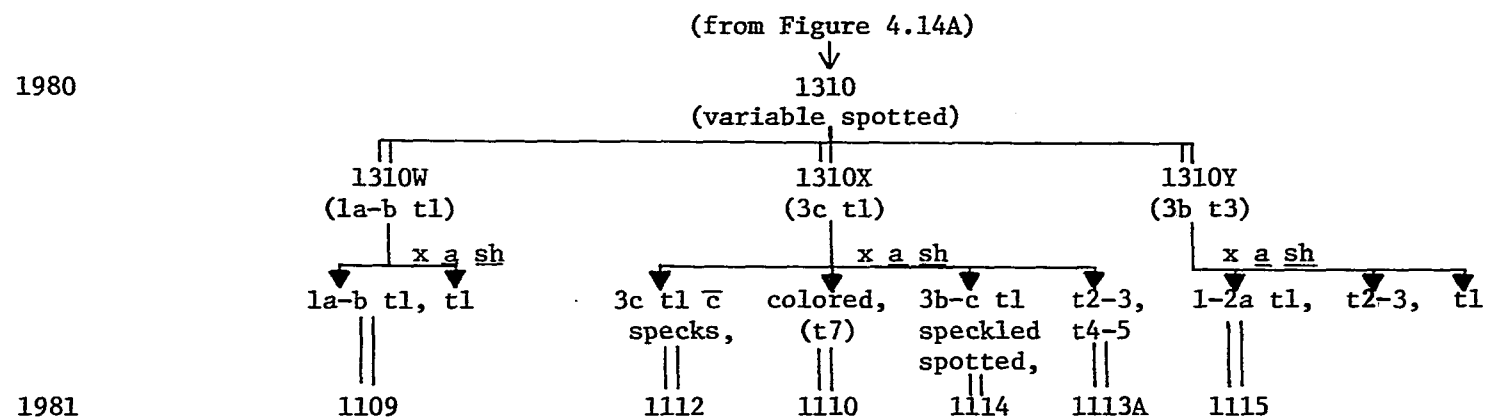 (from Figure 4.14A)
1980 1310
(variable spotted)
1310W 1310X 1310Y
(1a-b t1) (3c t1) (3b t3)
x a sh x a sh x a sh
1a-b t1, t1 3c t1 c̅ colored, 3b-c t1 t2-3, 1-2a t1, t2-3, t1
specks, (t7) speckled t4-5
spotted,
1981 1109 1112 1110 1114 1113A 1115